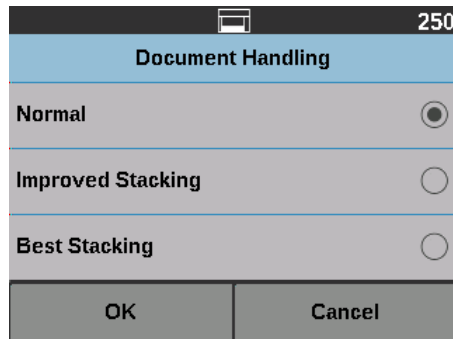 250
Document Handling
Normal
Improved Stacking
Best Stacking
OK Cancel